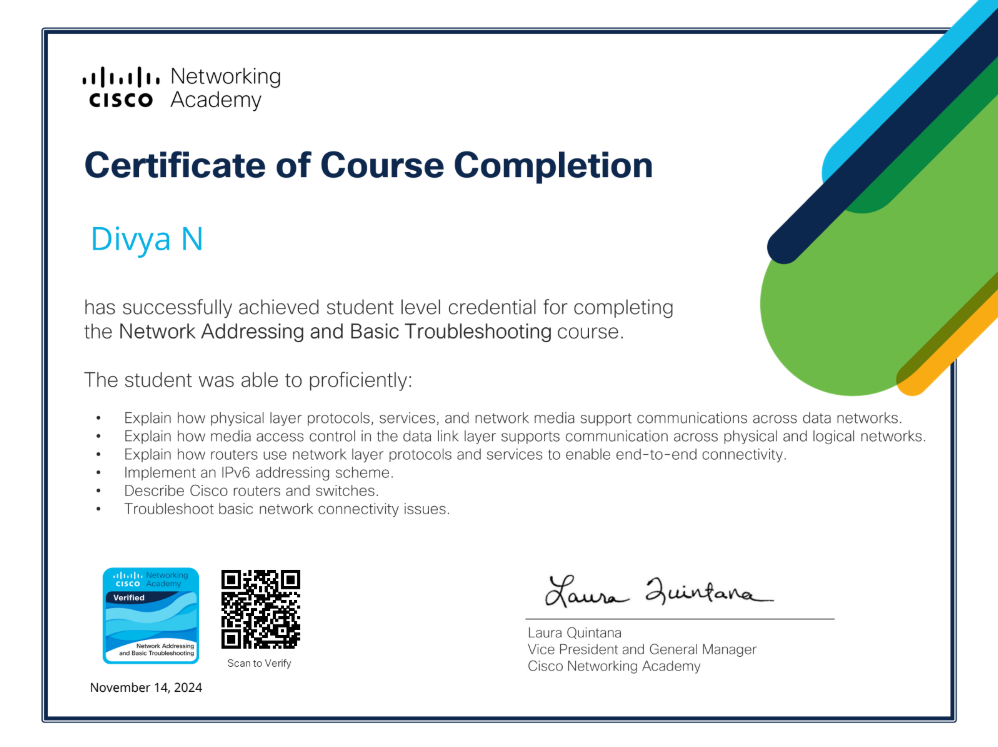 Networking
CISCO Academy
Certificate of Course Completion
Divya N
has successfully achieved student level credential for completing
the Network Addressing and Basic Troubleshooting course.
The student was able to proficiently:
• Explain how physical layer protocols, services, and network media support communications across data networks.
• Explain how media access control in the data link layer supports communication across physical and logical networks.
• Explain how routers use network layer protocols and services to enable end-to-end connectivity.
• Implement an IPv6 addressing scheme.
• Describe Cisco routers and switches.
• Troubleshoot basic network connectivity issues.
Networking
CISCO Academy
Verified
Network Addressing
and Basic Troubleshooting
Scan to Verify
November 14, 2024
Laura Quintana
Laura Quintana
Vice President and General Manager
Cisco Networking Academy